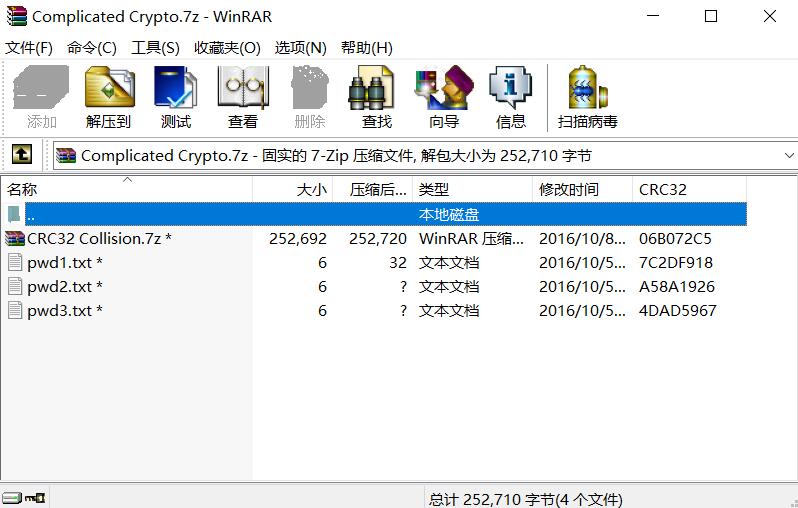 Complicated Crypto.7z - WinRAR
文件(F) 命令(C) 工具(S) 收藏夹(O) 选项(N) 帮助(H)
添加 解压到 测试 查看 删除 查找 向导 信息 扫描病毒
Complicated Crypto.7z - 固实的 7-Zip 压缩文件, 解包大小为 252,710 字节
名称 大小 压缩后... 类型 修改时间 CRC32
.. 本地磁盘
CRC32 Collision.7z * 252,692 252,720 WinRAR 压缩... 2016/10/8... 06B072C5
pwd1.txt * 6 32 文本文档 2016/10/5... 7C2DF918
pwd2.txt * 6 ? 文本文档 2016/10/5... A58A1926
pwd3.txt * 6 ? 文本文档 2016/10/5... 4DAD5967
总计 252,710 字节(4 个文件)